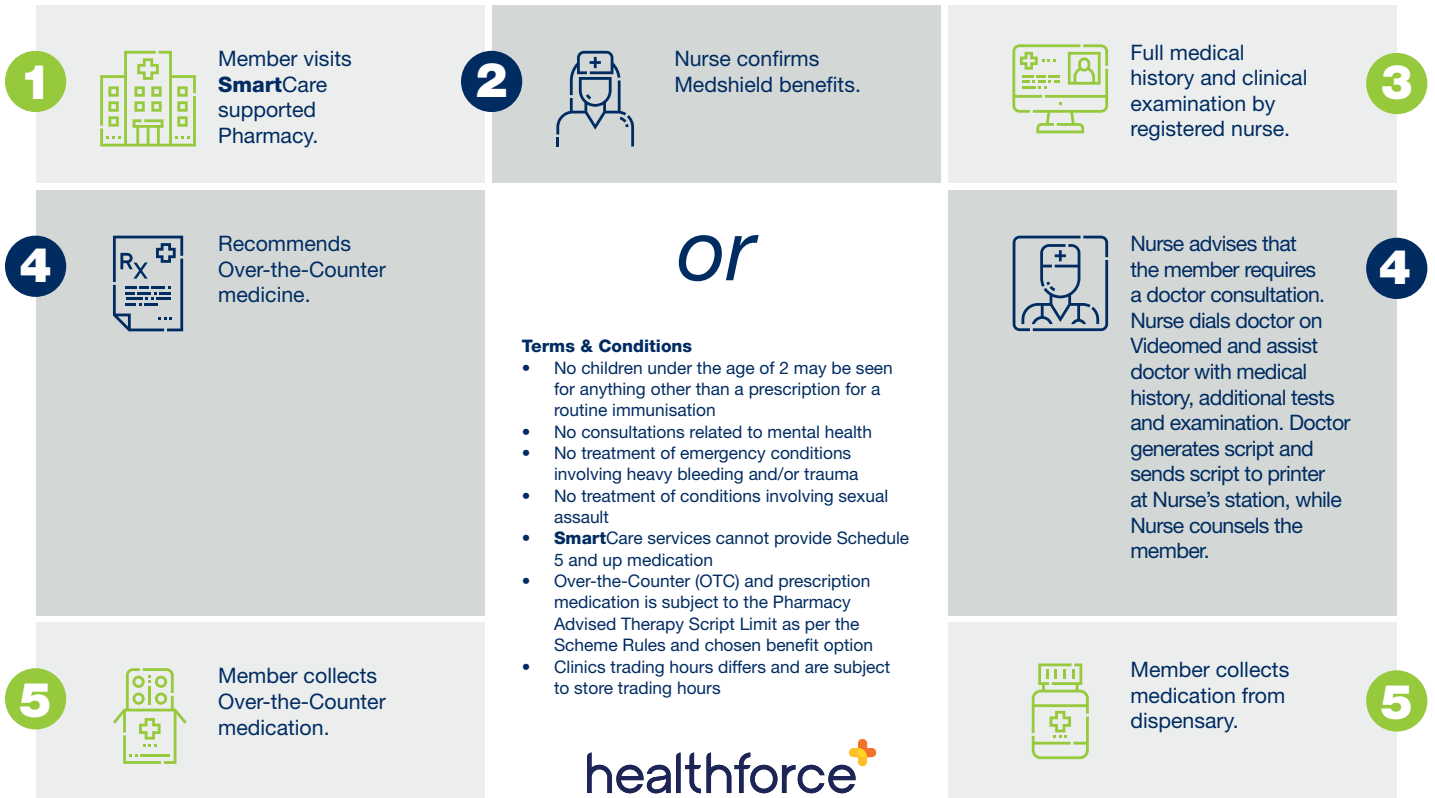 1
Member visits
SmartCare
supported
Pharmacy.
2
Nurse confirms
Medshield benefits.
3
Full medical
history and clinical
examination by
registered nurse.
4
Recommends
Over-the-Counter
medicine.
RX
or
4
Nurse advises that
the member requires
a doctor consultation.
Nurse dials doctor on
Videomed and assist
doctor with medical
history, additional tests
and examination. Doctor
generates script and
sends script to printer
at Nurse's station, while
Nurse counsels the
member.
Terms & Conditions
• No children under the age of 2 may be seen
for anything other than a prescription for a
routine immunisation
• No consultations related to mental health
• No treatment of emergency conditions
involving heavy bleeding and/or trauma
• No treatment of conditions involving sexual
assault
• SmartCare services cannot provide Schedule
5 and up medication
• Over-the-Counter (OTC) and prescription
medication is subject to the Pharmacy
Advised Therapy Script Limit as per the
Scheme Rules and chosen benefit option
• Clinics trading hours differs and are subject
to store trading hours
5
Member collects
Over-the-Counter
medication.
5
Member collects
medication from
dispensary.
healthforce